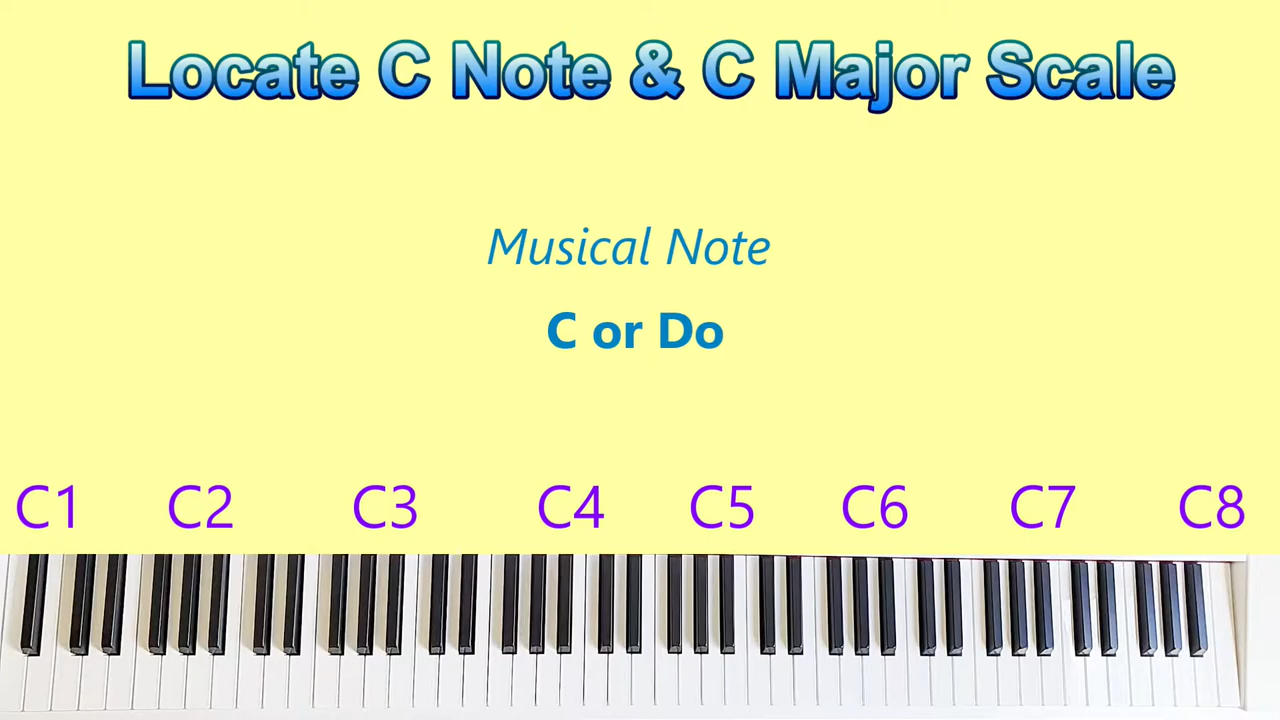 Locate C Note & C Major Scale
Musical Note
C or Do
C1 C2 C3 C4 C5 C6 C7 C8